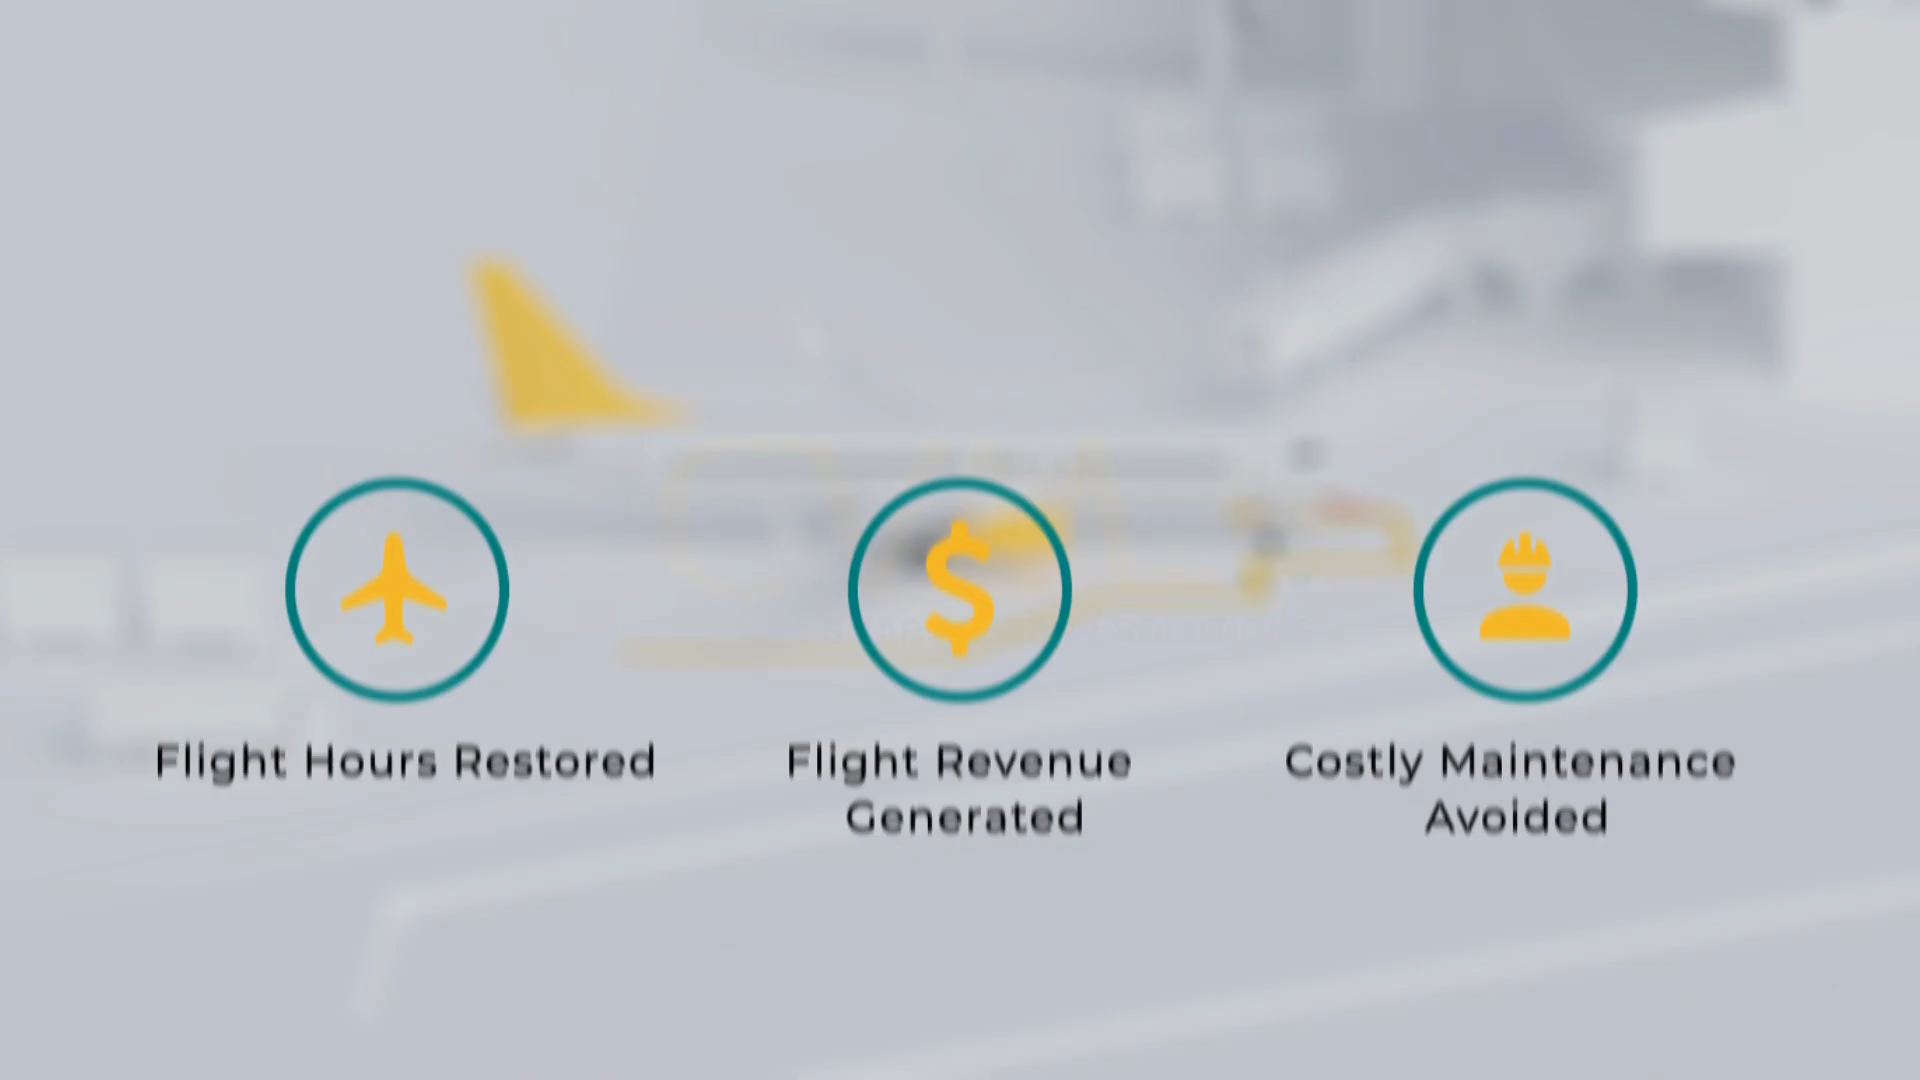 Flight Hours Restored
Flight Revenue
Generated
Costly Maintenance
Avoided